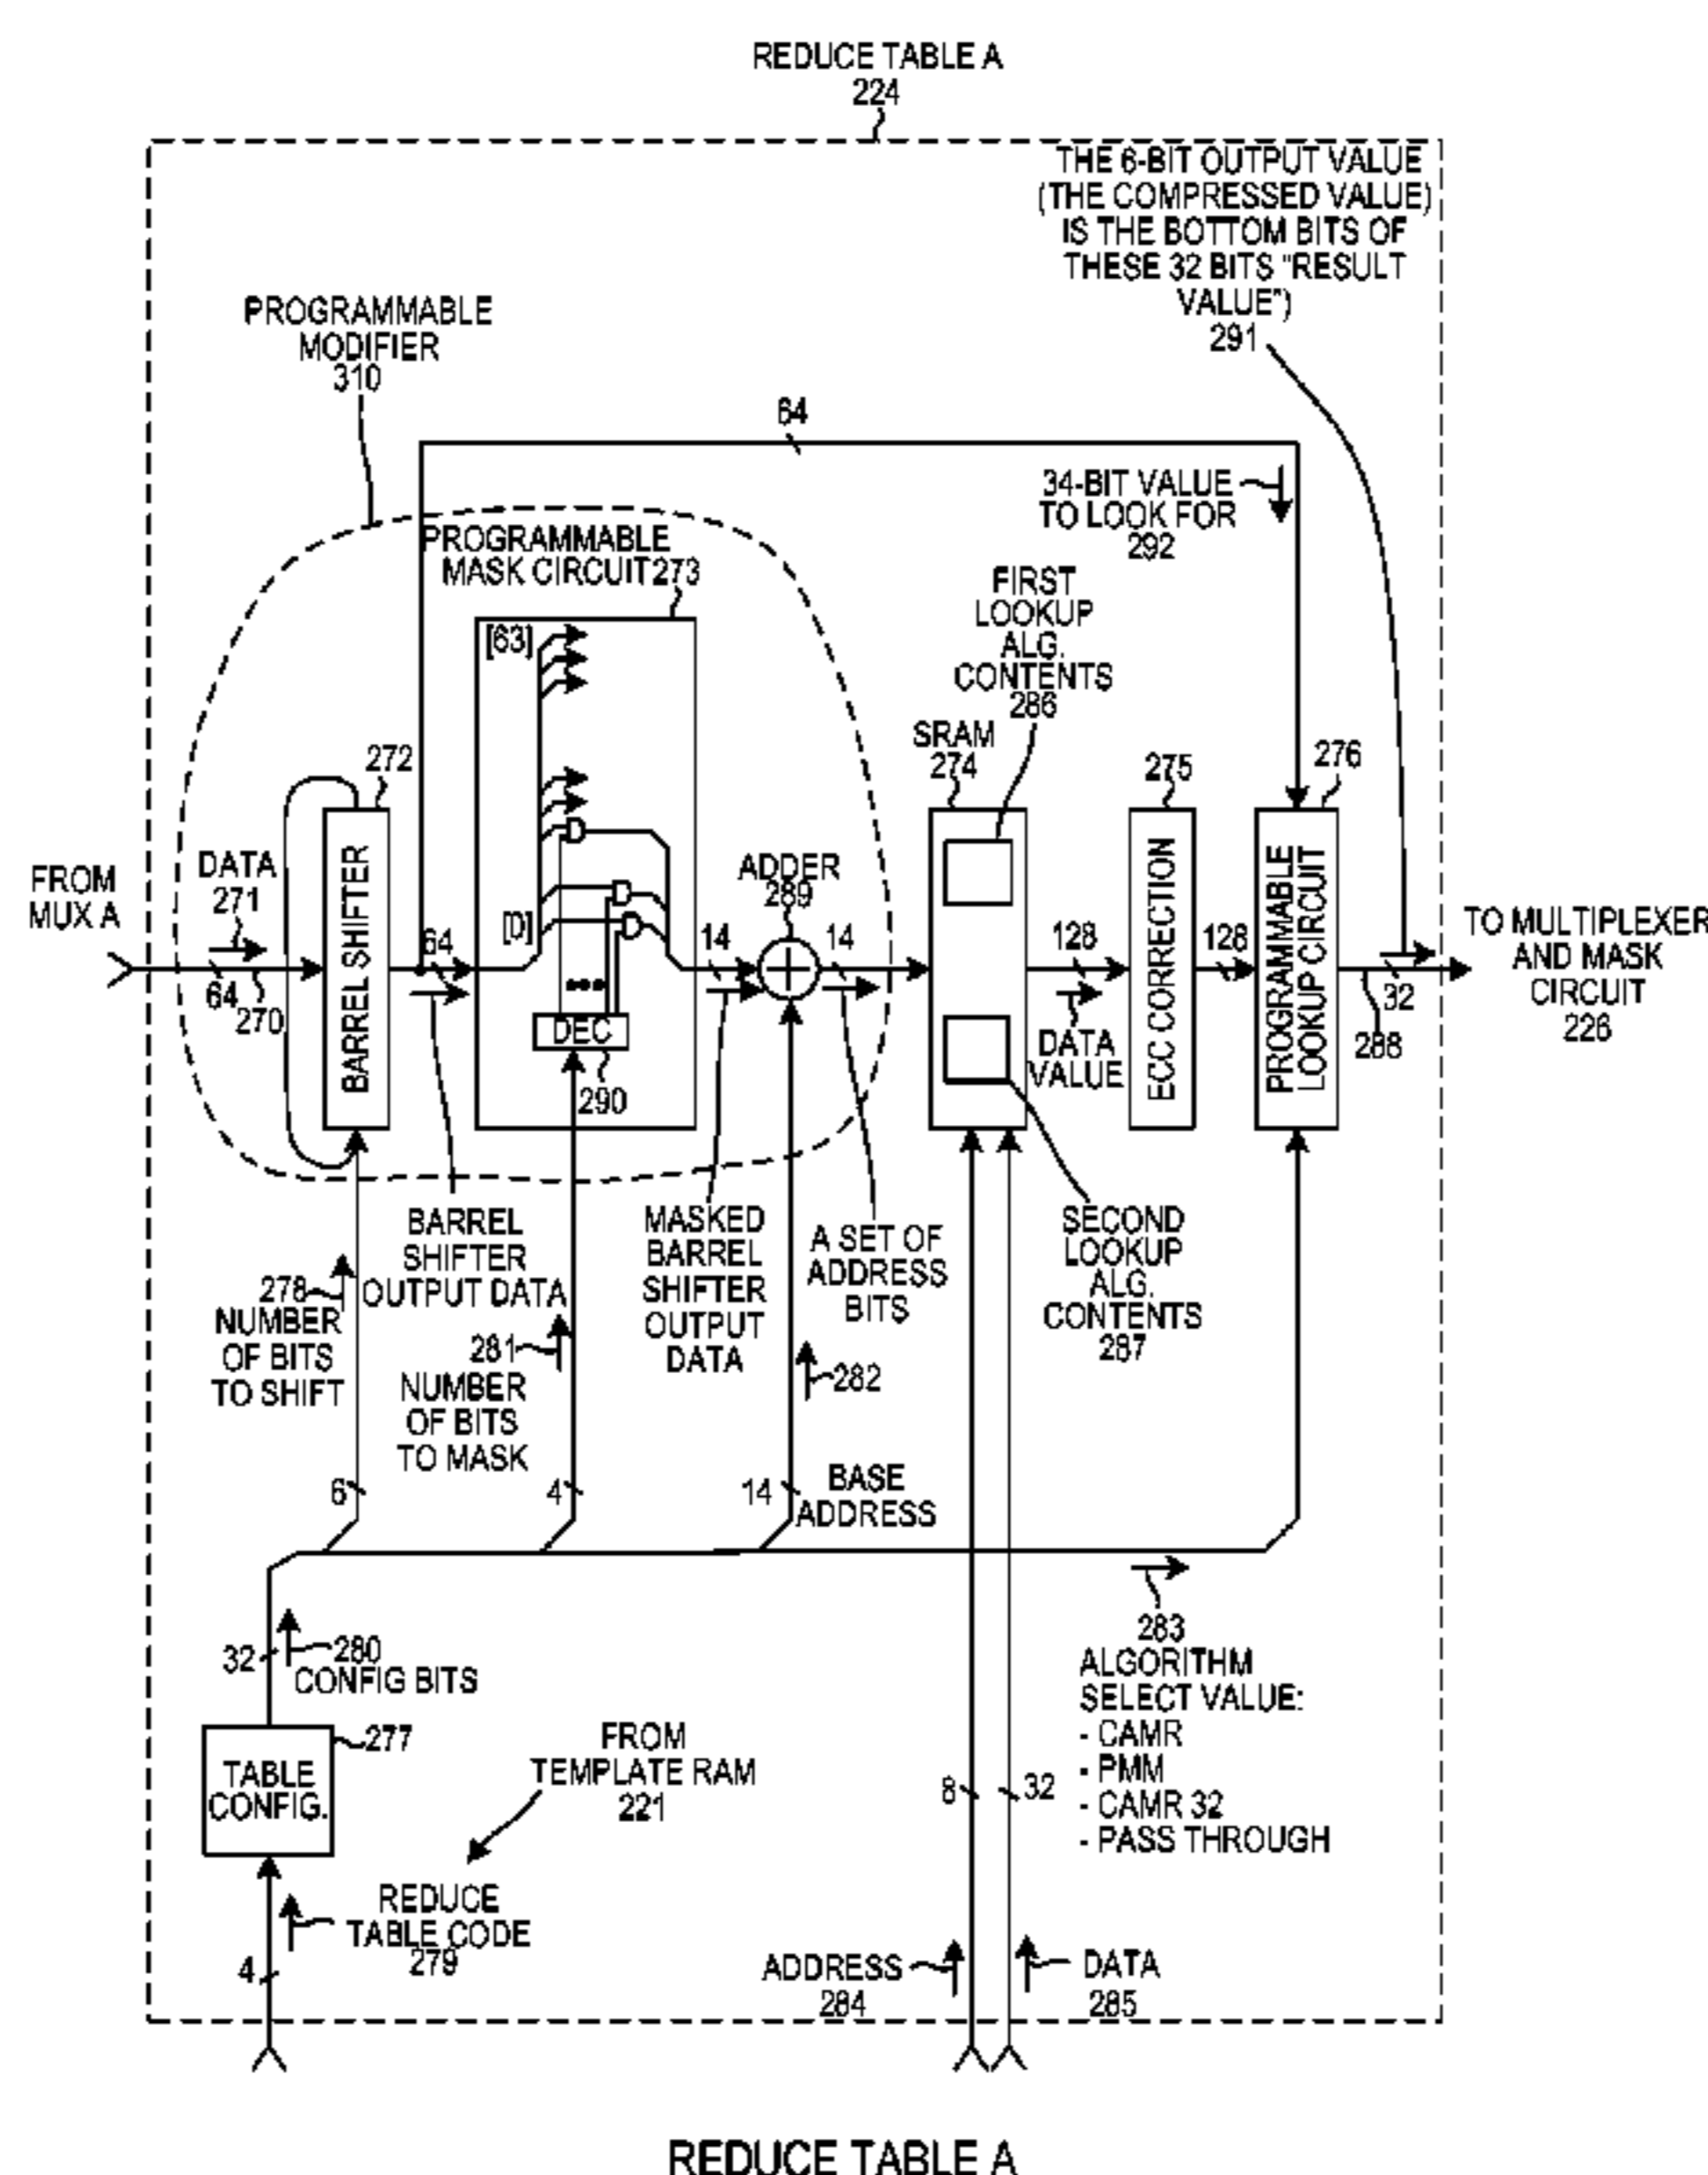 REDUCE TABLE A
224
THE 6-BIT OUTPUT VALUE
(THE COMPRESSED VALUE)
IS THE BOTTOM BITS OF
THESE 32 BITS "RESULT
VALUE")
291
PROGRAMMABLE
MODIFIER
310
64
34-BIT VALUE
TO LOOK FOR
292
PROGRAMMABLE
MASK CIRCUIT 273
[63]
[0]
DEC
290
FIRST
LOOKUP
ALG.
CONTENTS
286
SRAM
274
275
276
272
FROM
MUX A
DATA
271
64
270
BARREL SHIFTER
64
14
ADDER
289
14
128
DATA
VALUE
ECC CORRECTION
128
PROGRAMMABLE
LOOKUP CIRCUIT
32
288
TO MULTIPLEXER
AND MASK
CIRCUIT
226
BARREL
SHIFTER
OUTPUT DATA
MASKED
BARREL
SHIFTER
OUTPUT
DATA
A SET OF
ADDRESS
BITS
SECOND
LOOKUP
ALG.
CONTENTS
287
278
NUMBER
OF BITS
TO SHIFT
281
NUMBER
OF BITS
TO MASK
282
6
4
14
BASE
ADDRESS
283
ALGORITHM
SELECT VALUE:
- CAMR
- PMM
- CAMR 32
- PASS THROUGH
32
280
CONFIG BITS
277
TABLE
CONFIG.
FROM
TEMPLATE RAM
221
8
32
REDUCE
TABLE CODE
279
4
ADDRESS
284
DATA
285
REDUCE TABLE A